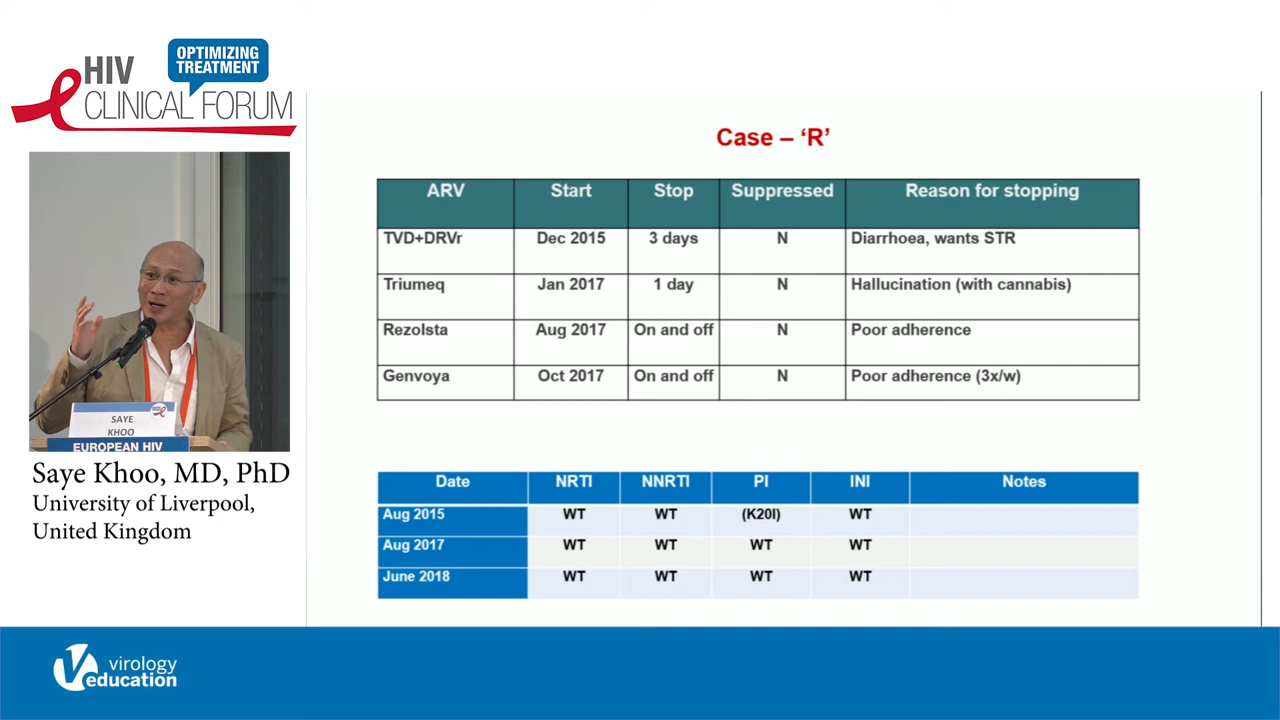 OPTIMIZING
TREATMENT
HIV
CLINICAL FORUM
SAYE
KHOO
EUROPEAN HIV
Saye Khoo, MD, PhD
University of Liverpool,
United Kingdom
Case – ‘R’
ARV Start Stop Suppressed Reason for stopping
TVD+DRVr Dec 2015 3 days N Diarrhoea, wants STR
Triumeq Jan 2017 1 day N Hallucination (with cannabis)
Rezolsta Aug 2017 On and off N Poor adherence
Genvoya Oct 2017 On and off N Poor adherence (3x/w)
Date NRTI NNRTI PI INI Notes
Aug 2015 WT WT (K20I) WT
Aug 2017 WT WT WT WT
June 2018 WT WT WT WT
virology
education